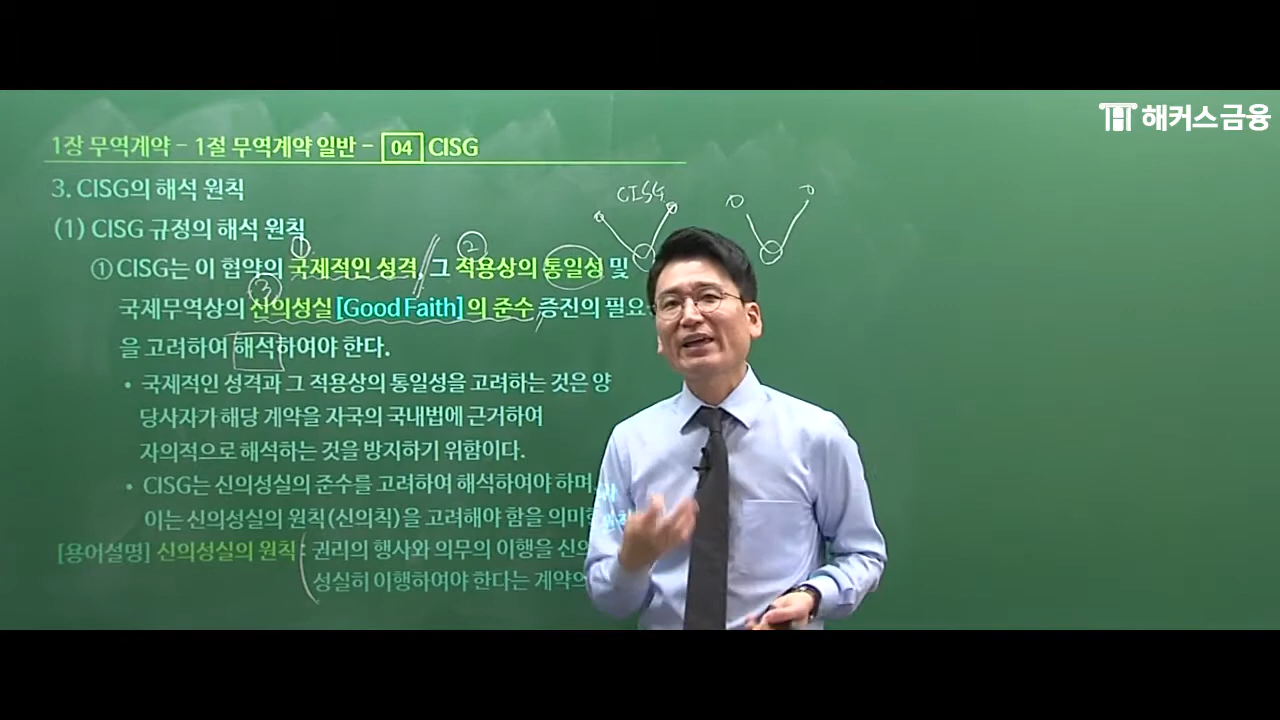 해커스금융
1장 무역계약 - 1절 무역계약 일반 - 04 CISG
3. CISG의 해석 원칙
CISG
(1) CISG 규정의 해석 원칙
① ②
① CISG는 이 협약의 국제적인 성격, 그 적용상의 통일성 및
③
국제무역상의 신의성실[Good Faith]의 준수 증진의 필요
을 고려하여 해석하여야 한다.
• 국제적인 성격과 그 적용상의 통일성을 고려하는 것은 양
당사자가 해당 계약을 자국의 국내법에 근거하여
자의적으로 해석하는 것을 방지하기 위함이다.
• CISG는 신의성실의 준수를 고려하여 해석하여야 하며,
이는 신의성실의 원칙(신의칙)을 고려해야 함을 의미한
[용어설명] 신의성실의 원칙 : 권리의 행사와 의무의 이행을 신의
성실히 이행하여야 한다는 계약의